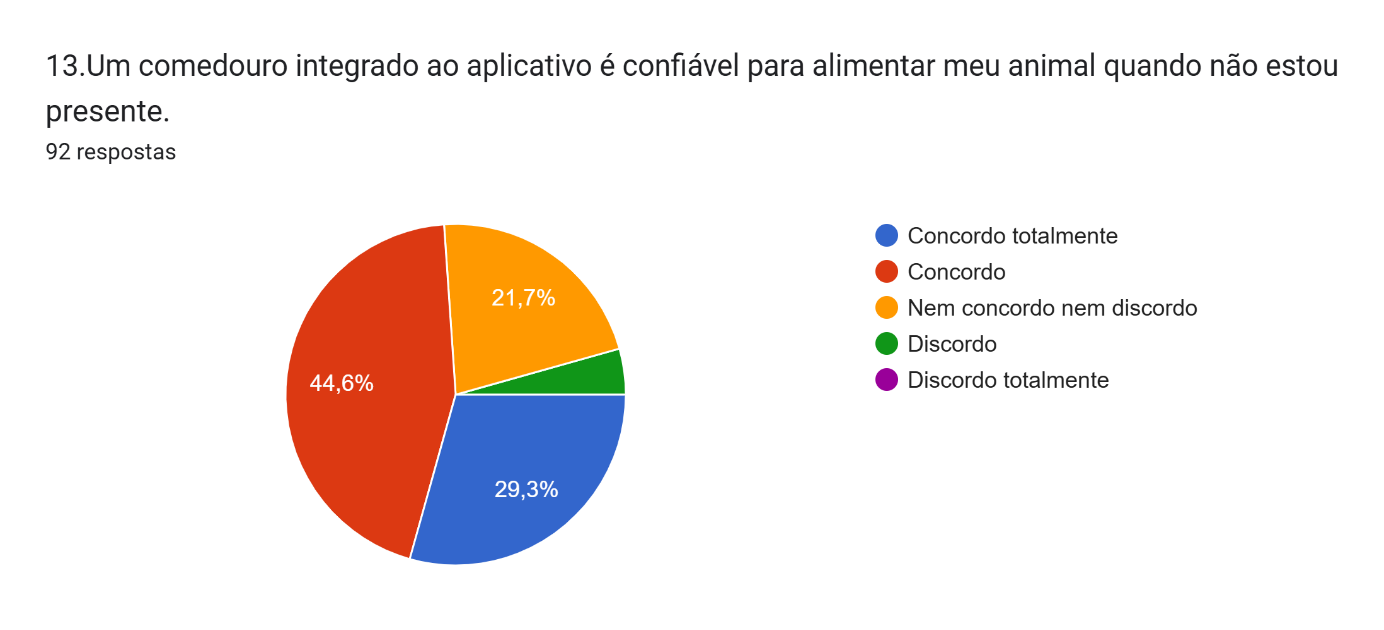 13.Um comedouro integrado ao aplicativo é confiável para alimentar meu animal quando não estou
presente.
92 respostas
21,7%
44,6%
29,3%
Concordo totalmente
Concordo
Nem concordo nem discordo
Discordo
Discordo totalmente